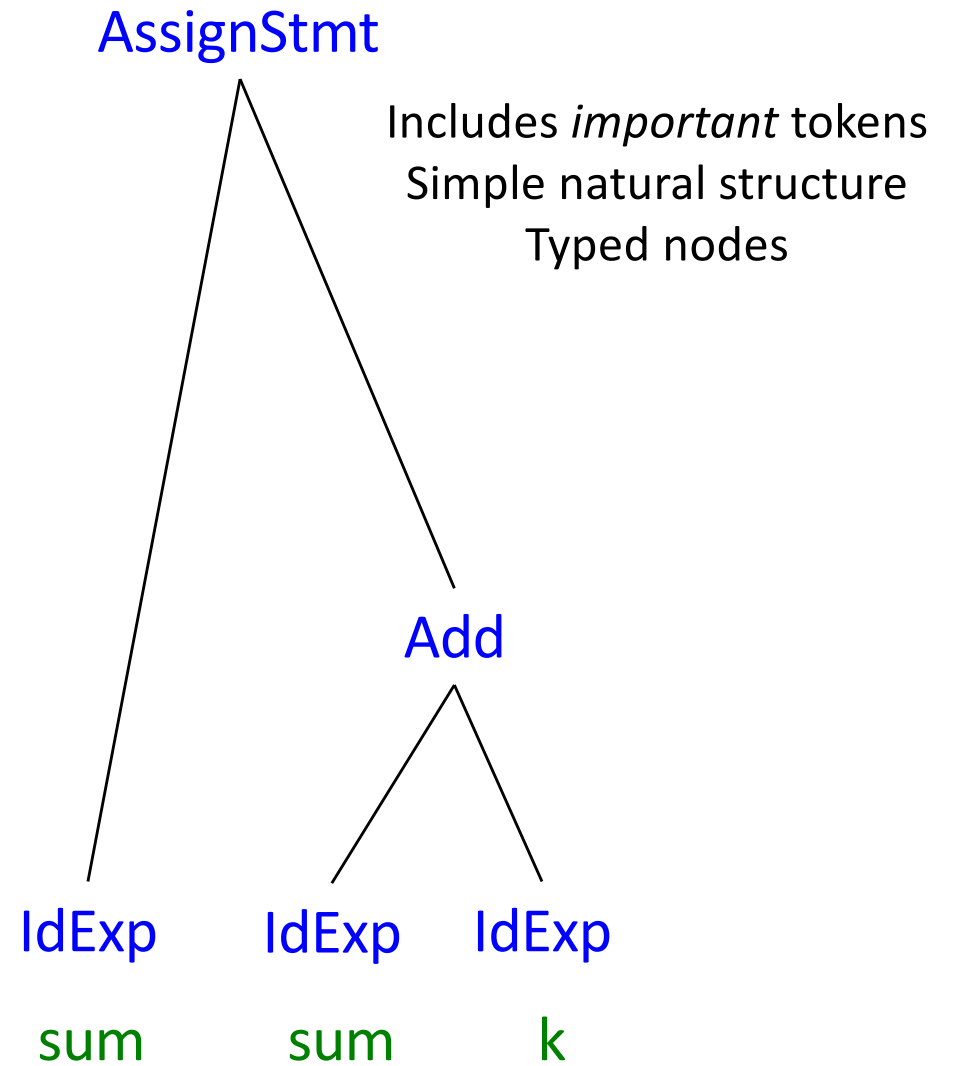 AssignStmt
Includes important tokens
Simple natural structure
Typed nodes
Add
IdExp IdExp IdExp
sum sum k